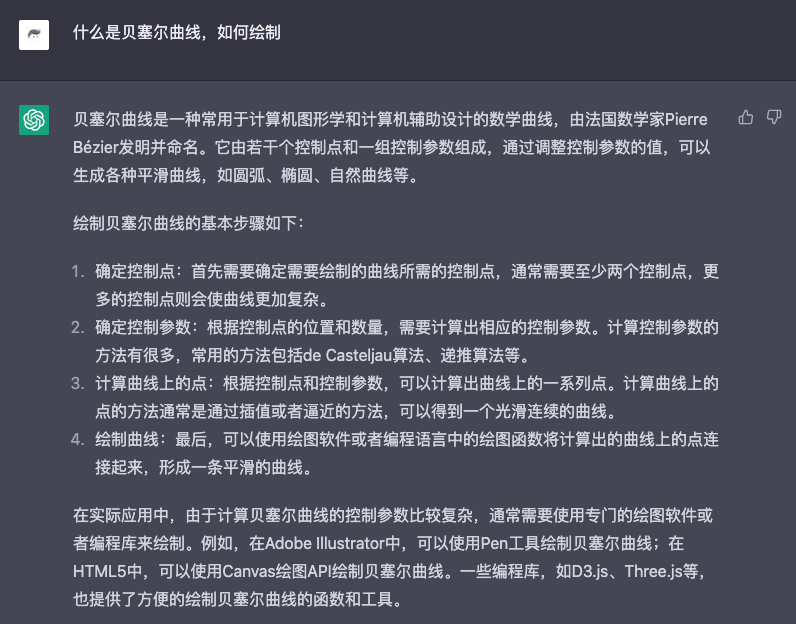 什么是贝塞尔曲线，如何绘制
贝塞尔曲线是一种常用于计算机图形学和计算机辅助设计的数学曲线，由法国数学家Pierre
Bézier发明并命名。它由若干个控制点和一组控制参数组成，通过调整控制参数的值，可以
生成各种平滑曲线，如圆弧、椭圆、自然曲线等。
绘制贝塞尔曲线的基本步骤如下：
1. 确定控制点：首先需要确定需要绘制的曲线所需的控制点，通常需要至少两个控制点，更
多的控制点则会使曲线更加复杂。
2. 确定控制参数：根据控制点的位置和数量，需要计算出相应的控制参数。计算控制参数的
方法有很多，常用的方法包括de Casteljau算法、递推算法等。
3. 计算曲线上的点：根据控制点和控制参数，可以计算出曲线上的一系列点。计算曲线上的
点的方法通常是通过插值或者逼近的方法，可以得到一个光滑连续的曲线。
4. 绘制曲线：最后，可以使用绘图软件或者编程语言中的绘图函数将计算出的曲线上的点连
接起来，形成一条平滑的曲线。
在实际应用中，由于计算贝塞尔曲线的控制参数比较复杂，通常需要使用专门的绘图软件或
者编程库来绘制。例如，在Adobe Illustrator中，可以使用Pen工具绘制贝塞尔曲线；在
HTML5中，可以使用Canvas绘图API绘制贝塞尔曲线。一些编程库，如D3.js、Three.js等，
也提供了方便的绘制贝塞尔曲线的函数和工具。